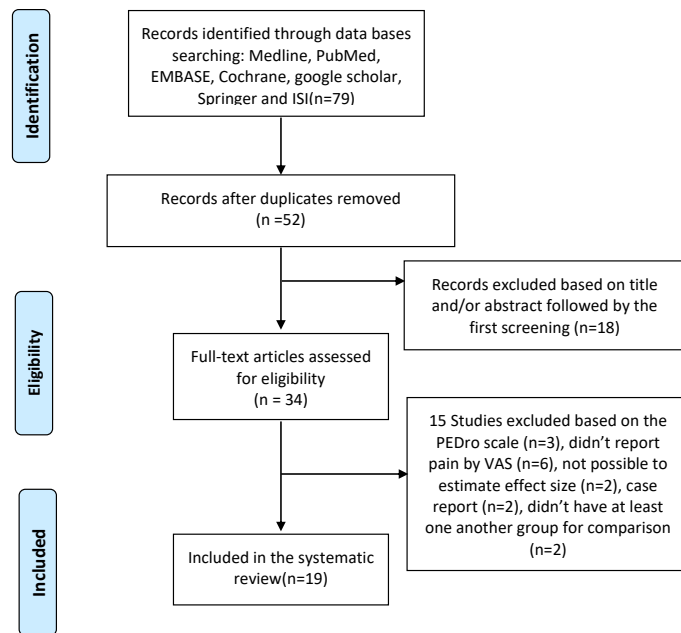 Identification
Records identified through data bases
searching: Medline, PubMed,
EMBASE, Cochrane, google scholar,
Springer and ISI(n=79)
Records after duplicates removed
(n =52)
Records excluded based on title
and/or abstract followed by the
first screening (n=18)
Eligibility
Full-text articles assessed
for eligibility
(n = 34)
15 Studies excluded based on the
PEDro scale (n=3), didn’t report
pain by VAS (n=6), not possible to
estimate effect size (n=2), case
report (n=2), didn’t have at least
one another group for comparison
(n=2)
Included
Included in the systematic
review(n=19)